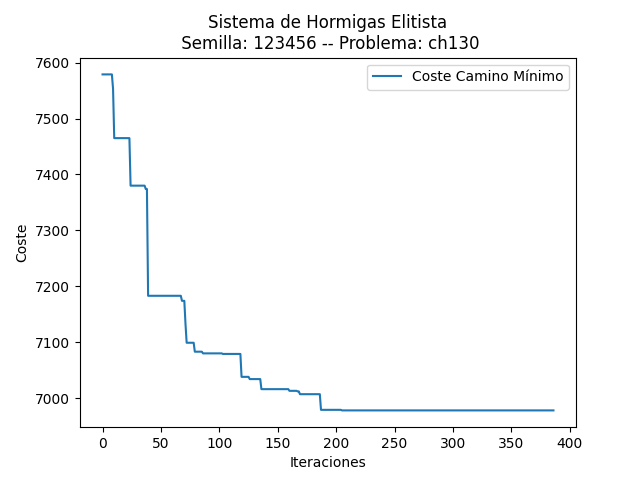 Sistema de Hormigas Elitista
Semilla: 123456 -- Problema: ch130
Coste Camino Mínimo
7600
7500
7400
7300
7200
7100
7000
Coste
0 50 100 150 200 250 300 350 400
Iteraciones